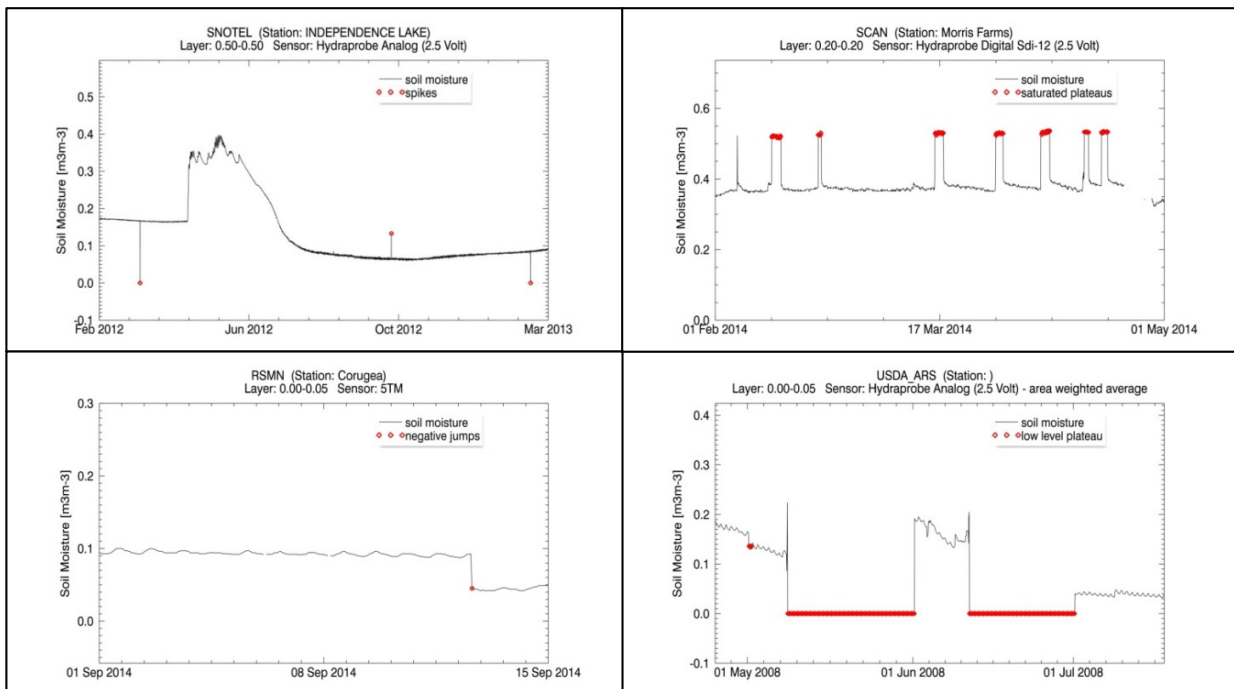 SNOTEL (Station: INDEPENDENCE LAKE)
Layer: 0.50-0.50 Sensor: Hydraprobe Analog (2.5 Volt)
soil moisture
spikes
Soil Moisture [m3m-3]
0.5
0.4
0.3
0.2
0.1
0.0
-0.1
Feb 2012
Jun 2012
Oct 2012
Mar 2013
SCAN (Station: Morris Farms)
Layer: 0.20-0.20 Sensor: Hydraprobe Digital Sdi-12 (2.5 Volt)
soil moisture
saturated plateaus
Soil Moisture [m3m-3]
0.6
0.4
0.2
0.0
01 Feb 2014
17 Mar 2014
01 May 2014
RSMN (Station: Corugea)
Layer: 0.00-0.05 Sensor: 5TM
soil moisture
negative jumps
Soil Moisture [m3m-3]
0.3
0.2
0.1
0.0
01 Sep 2014
08 Sep 2014
15 Sep 2014
USDA_ARS (Station: )
Layer: 0.00-0.05 Sensor: Hydraprobe Analog (2.5 Volt) - area weighted average
soil moisture
low level plateau
Soil Moisture [m3m-3]
0.4
0.3
0.2
0.1
0.0
-0.1
01 May 2008
01 Jun 2008
01 Jul 2008